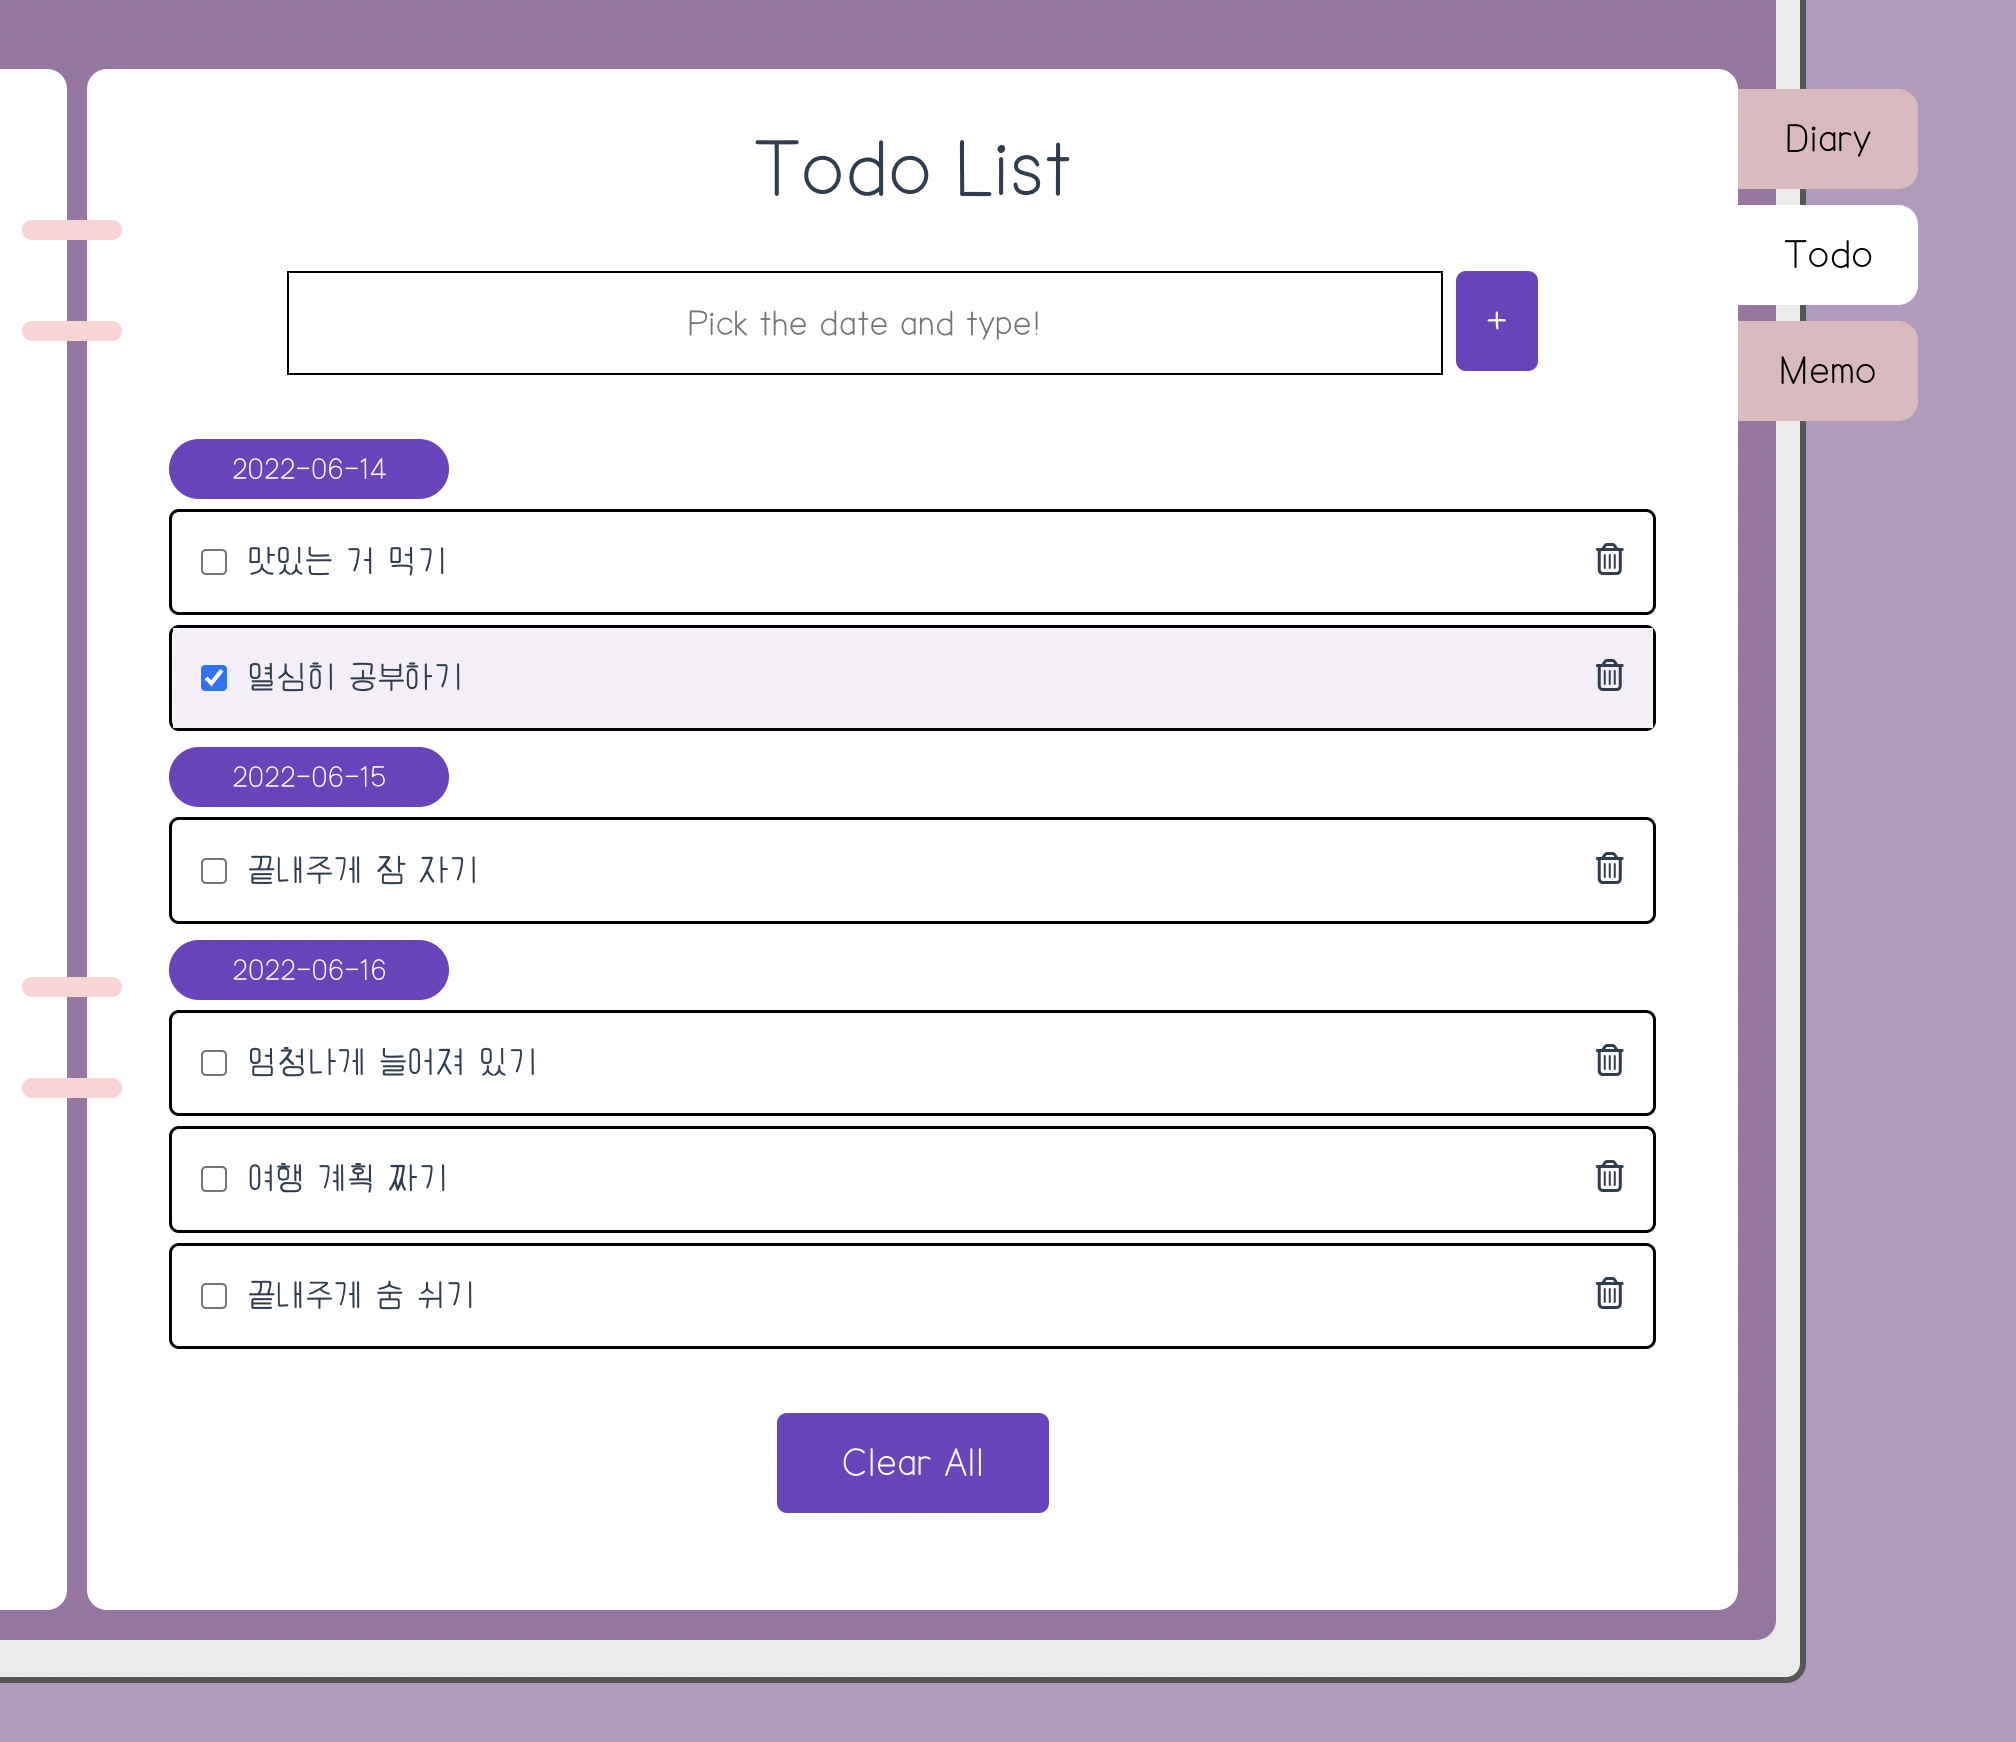 Todo List
Diary
Todo
Memo
Pick the date and type!
+
2022-06-14
맛있는 거 먹기
열심히 공부하기
2022-06-15
끝내주게 잠 자기
2022-06-16
엄청나게 늘어져 있기
여행 계획 짜기
끝내주게 숨 쉬기
Clear All